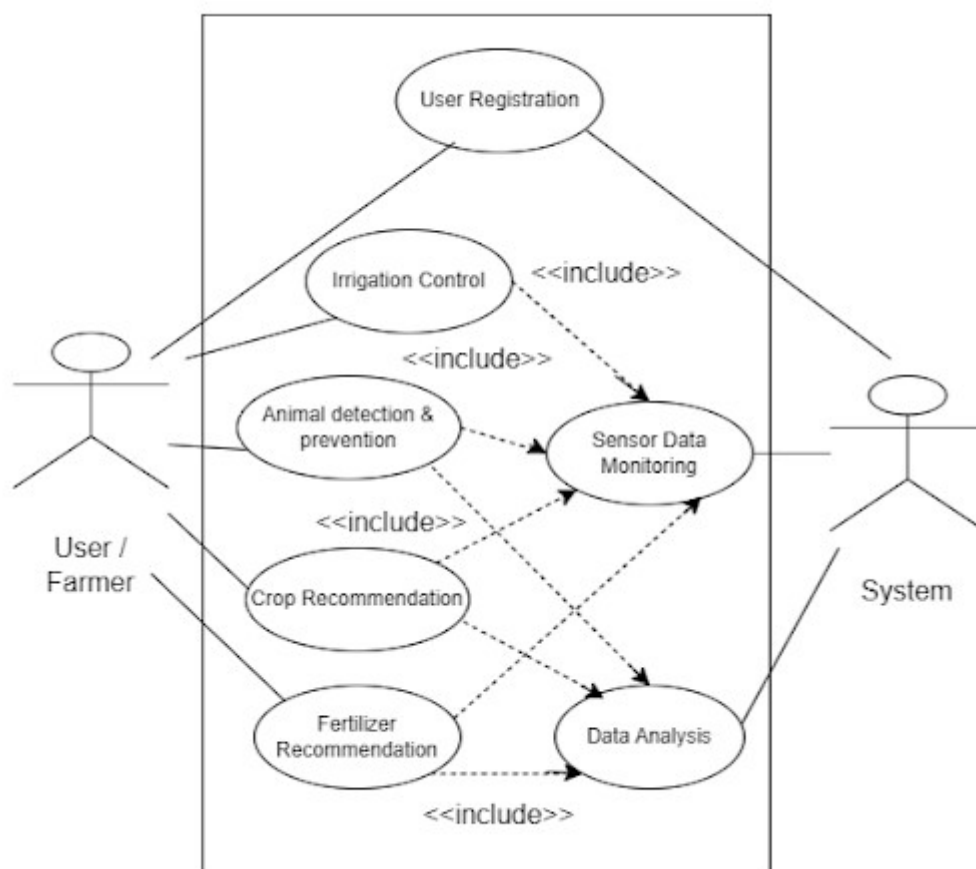 User Registration
Irrigation Control
<<include>>
<<include>>
Animal detection &
prevention
Sensor Data
Monitoring
<<include>>
User /
Farmer
Crop Recommendation
System
Fertilizer
Recommendation
Data Analysis
<<include>>